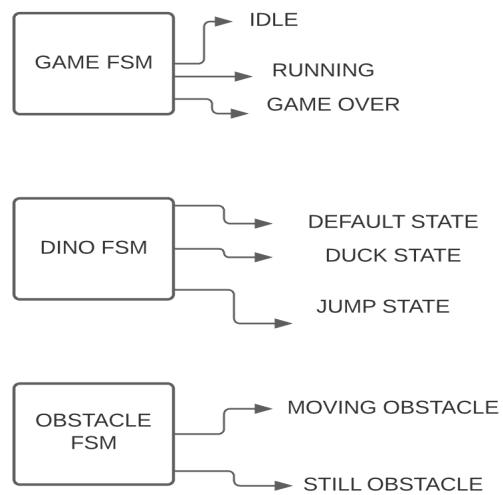 IDLE
GAME FSM
RUNNING
GAME OVER
DEFAULT STATE
DINO FSM
DUCK STATE
JUMP STATE
MOVING OBSTACLE
OBSTACLE
FSM
STILL OBSTACLE